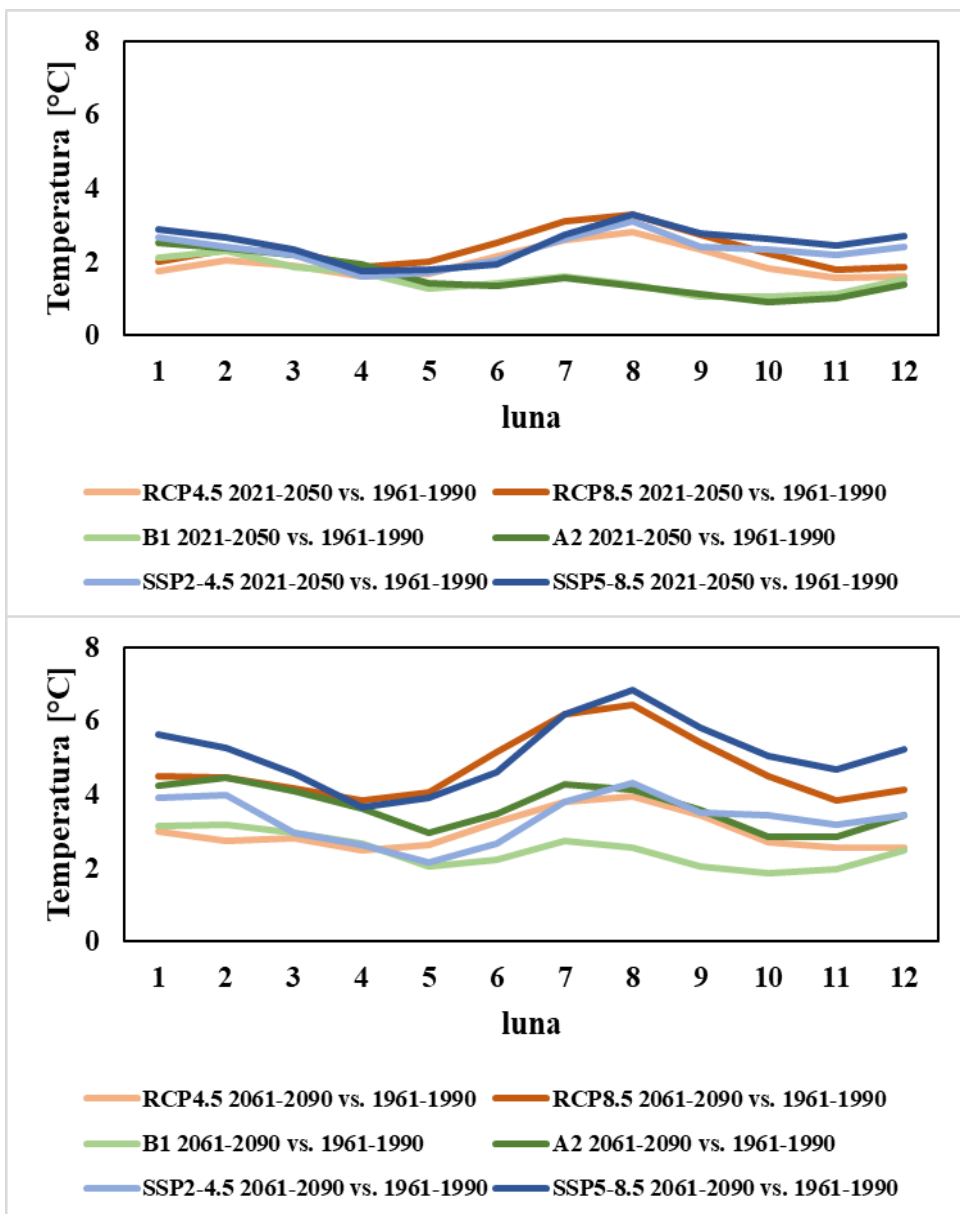 Temperatura [°C]
8
6
4
2
0
1 2 3 4 5 6 7 8 9 10 11 12
luna
RCP4.5 2021-2050 vs. 1961-1990 RCP8.5 2021-2050 vs. 1961-1990
B1 2021-2050 vs. 1961-1990 A2 2021-2050 vs. 1961-1990
SSP2-4.5 2021-2050 vs. 1961-1990 SSP5-8.5 2021-2050 vs. 1961-1990
Temperatura [°C]
8
6
4
2
0
1 2 3 4 5 6 7 8 9 10 11 12
luna
RCP4.5 2061-2090 vs. 1961-1990 RCP8.5 2061-2090 vs. 1961-1990
B1 2061-2090 vs. 1961-1990 A2 2061-2090 vs. 1961-1990
SSP2-4.5 2061-2090 vs. 1961-1990 SSP5-8.5 2061-2090 vs. 1961-1990